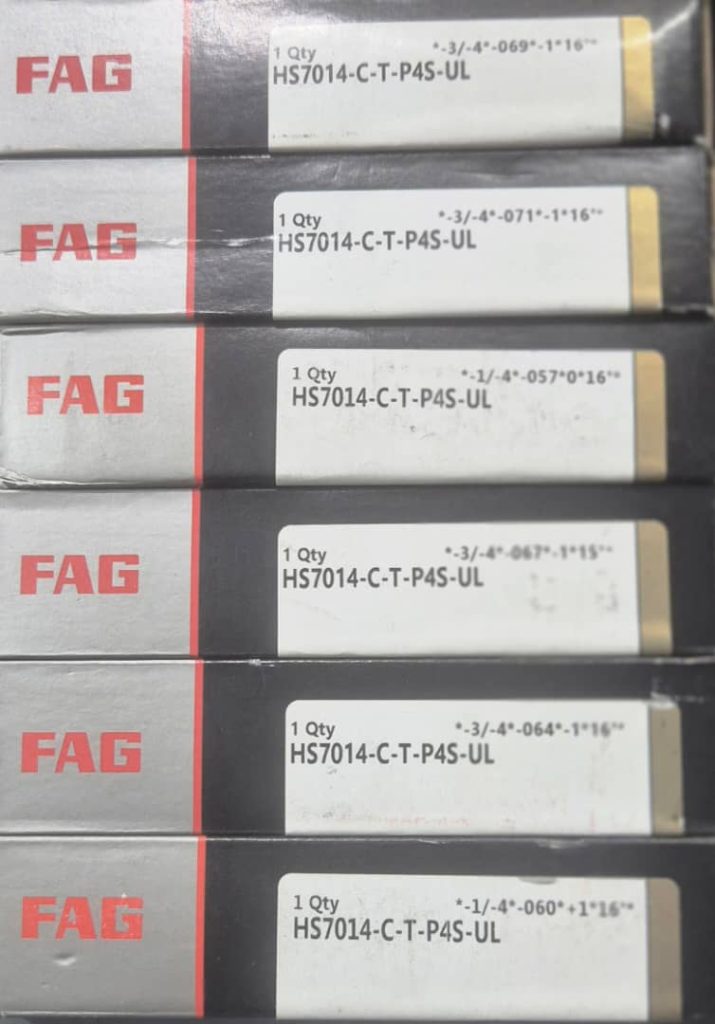 FAG
1 Qty *-3/-4*-069*-1*16**
HS7014-C-T-P4S-UL
FAG
1 Qty *-3/-4*-071*-1*16**
HS7014-C-T-P4S-UL
FAG
1 Qty *-1/-4*-057*0*16**
HS7014-C-T-P4S-UL
FAG
1 Qty *-3/-4*-067*-1*15**
HS7014-C-T-P4S-UL
FAG
1 Qty *-3/-4*-064*-1*16**
HS7014-C-T-P4S-UL
FAG
1 Qty *-1/-4*-060*+1*16**
HS7014-C-T-P4S-UL